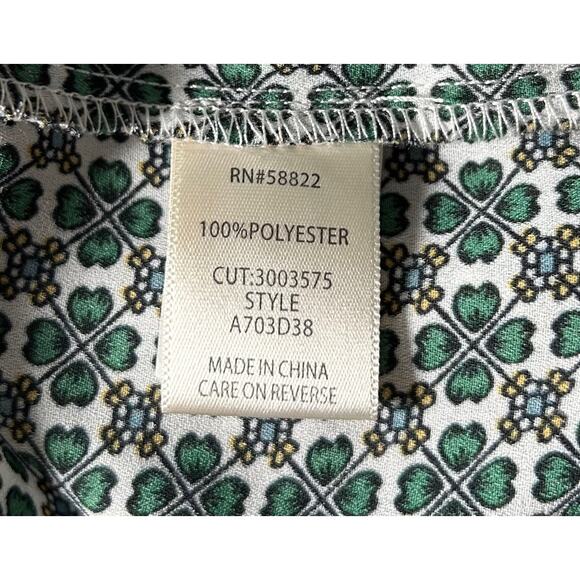 RN#58822
100%POLYESTER
CUT:3003575
STYLE
A703D38
MADE IN CHINA
CARE ON REVERSE